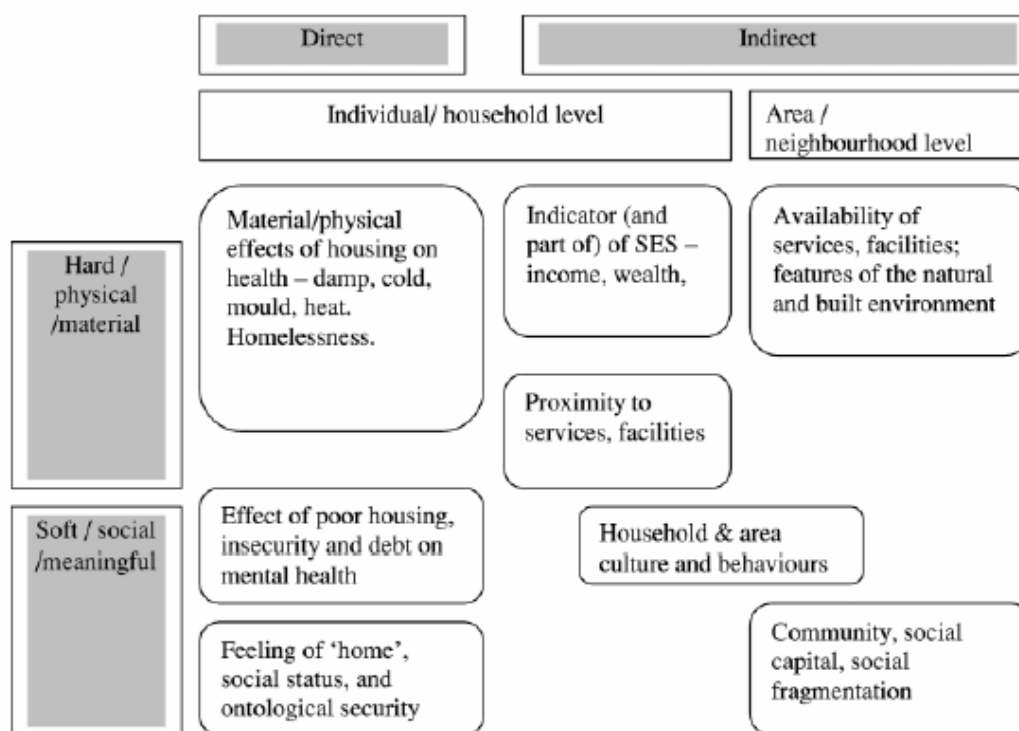 Direct
Indirect
Individual/ household level
Area /
neighbourhood level
Hard /
physical
/material
Material/physical
effects of housing on
health – damp, cold,
mould, heat.
Homelessness.
Indicator (and
part of) of SES –
income, wealth,
Availability of
services, facilities;
features of the natural
and built environment
Proximity to
services, facilities
Soft / social
/meaningful
Effect of poor housing,
insecurity and debt on
mental health
Household & area
culture and behaviours
Feeling of ‘home’,
social status, and
ontological security
Community, social
capital, social
fragmentation